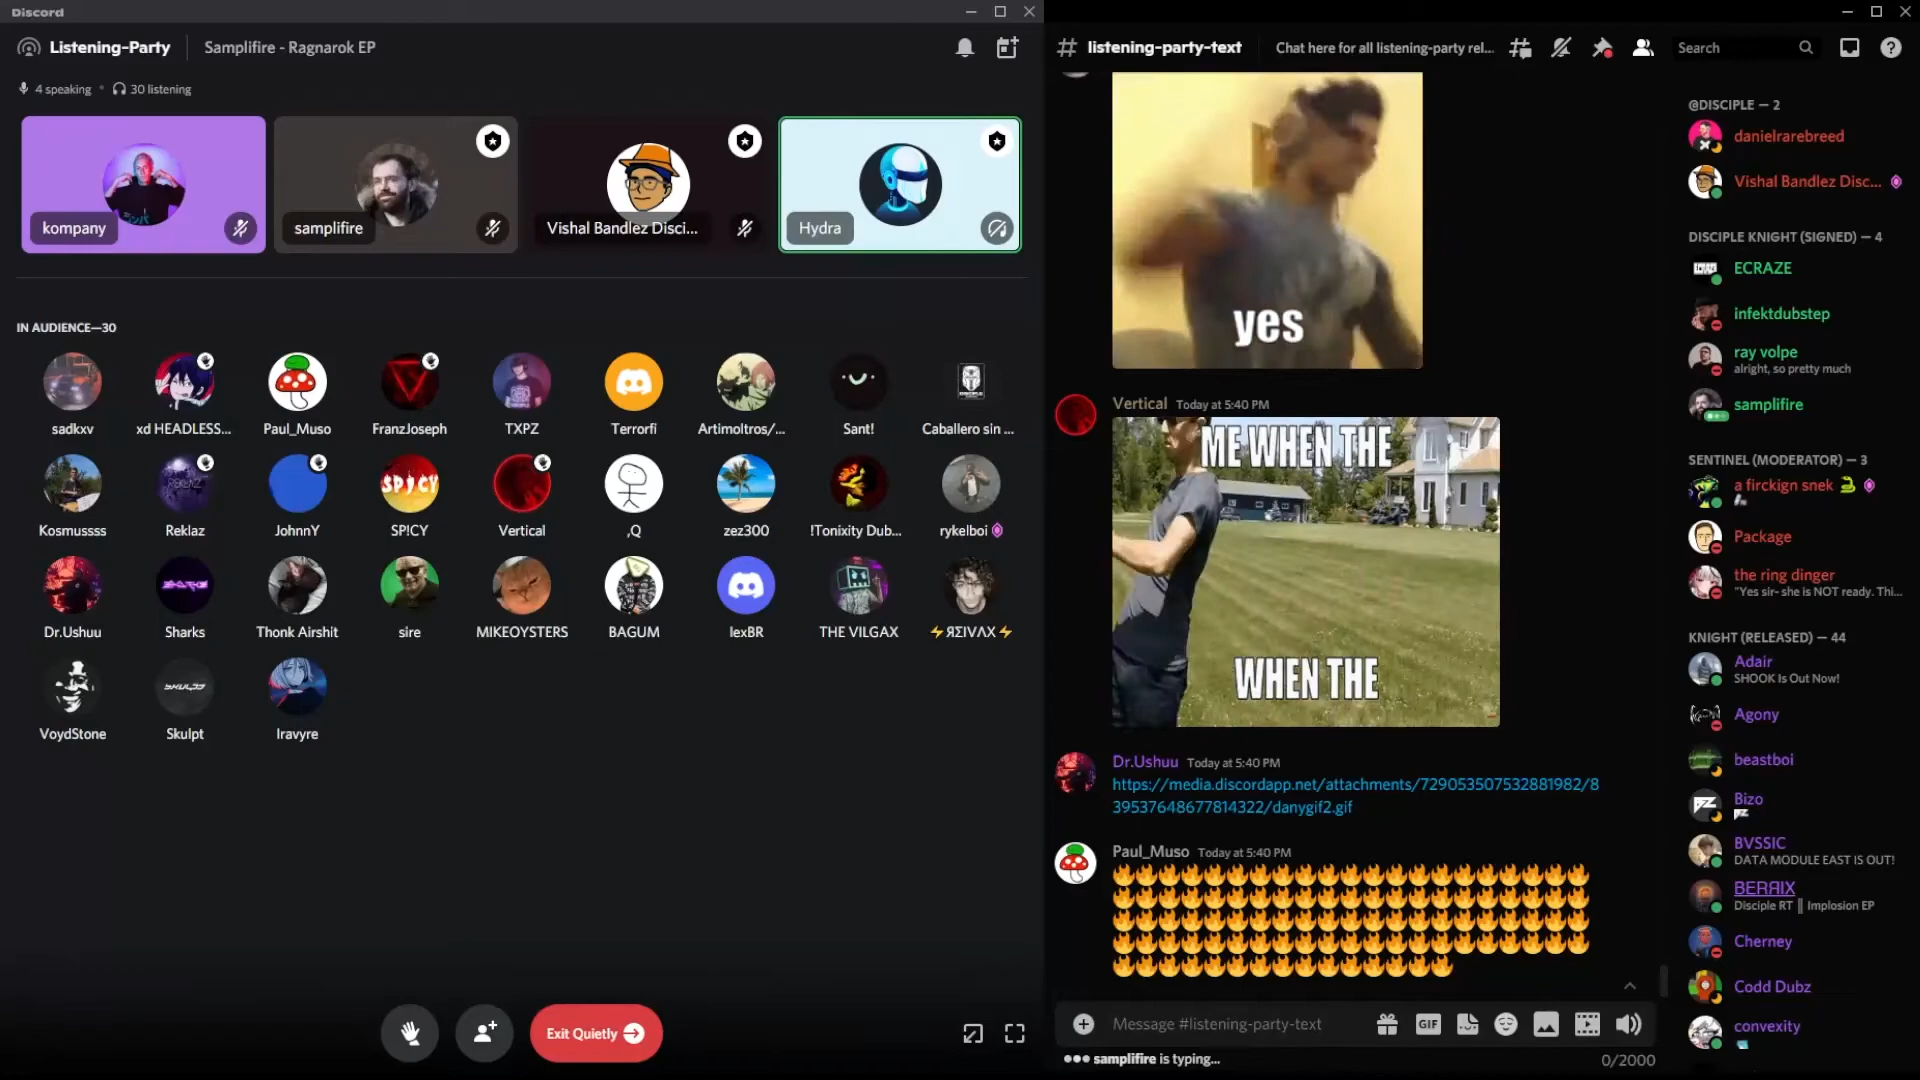 Discord
Listening-Party
Samplifire - Ragnarok EP
4 speaking • 30 listening
kompany
samplifire
Vishal Bandlez Disci...
Hydra
IN AUDIENCE—30
sadkxv
xd HEADLESS...
Paul_Muso
FranzJoseph
TXPZ
Terrorfi
Artimoltros/...
Sant!
Caballero sin ...
REKLAZ
SPICY
Kosmussss
Reklaz
JohnnY
SP!CY
Vertical
,Q
zez300
!Tonixity Dub...
rykelboi
Dr.Ushuu
Sharks
Thonk Airshit
sire
MIKEOYSTERS
BAGUM
lexBR
THE VILGAX
⚡ЯΣIVΛX⚡
VoydStone
Skulpt
Iravyre
Exit Quietly
# listening-party-text
Chat here for all listening-party rel...
Search
yes
Vertical Today at 5:40 PM
ME WHEN THE
WHEN THE
Dr.Ushuu Today at 5:40 PM
https://media.discordapp.net/attachments/729053507532881982/8
39537648677814322/danygif2.gif
Paul_Muso Today at 5:40 PM
Message #listening-party-text
GIF
samplifire is typing...
0/2000
@DISCIPLE — 2
danielrarebreed
Vishal Bandlez Disc...
DISCIPLE KNIGHT (SIGNED) — 4
ECRAZE
infektdubstep
ray volpe
alright, so pretty much
samplifire
SENTINEL (MODERATOR) — 3
a firckign snek
Package
the ring dinger
"Yes sir- she is NOT ready. Thi...
KNIGHT (RELEASED) — 44
Adair
SHOOK Is Out Now!
Agony
beastboi
Bizo
BVSSIC
DATA MODULE EAST IS OUT!
BERЯIX
Disciple RT ║ Implosion EP
Cherney
Codd Dubz
convexity